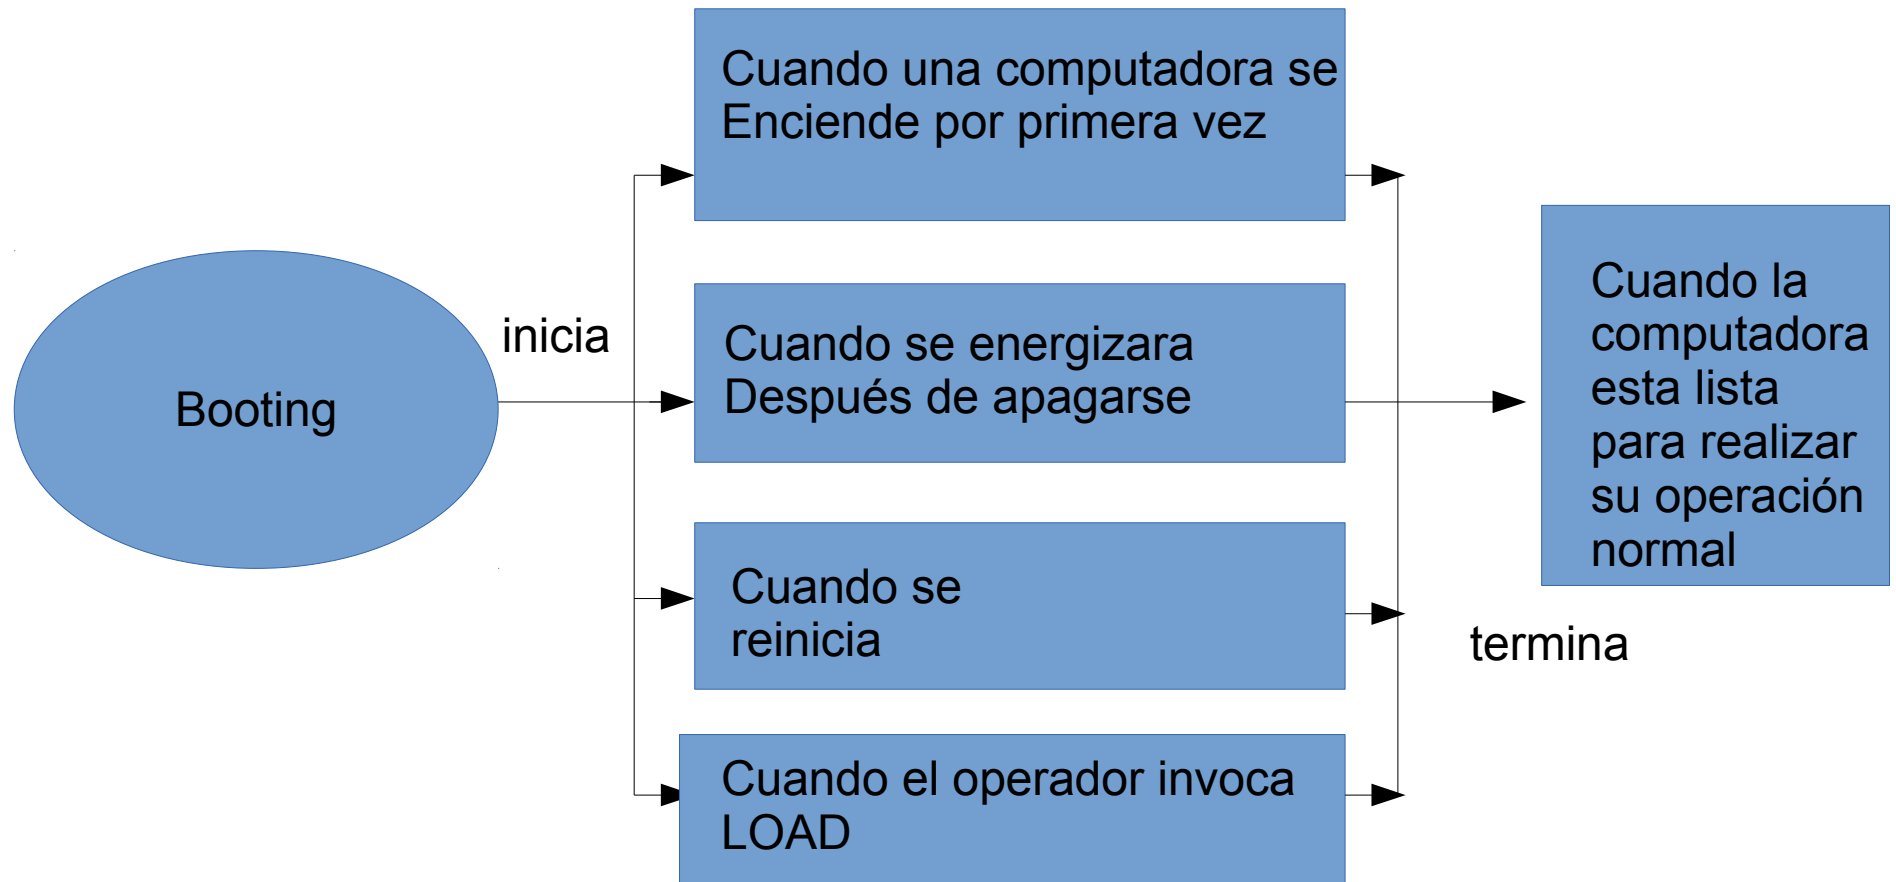 Booting
inicia
Cuando una computadora se
Enciende por primera vez
Cuando se energizara
Después de apagarse
Cuando se
reinicia
Cuando el operador invoca
LOAD
Cuando la
computadora
esta lista
para realizar
su operación
normal
termina